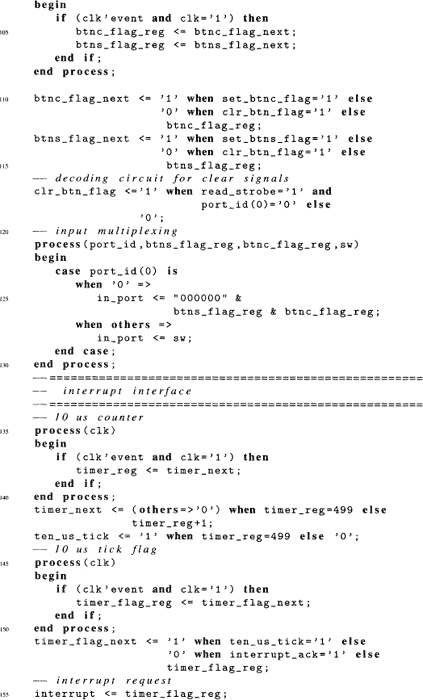 begin
if (clk'event and clk='1') then
105 btnc_flag_reg <= btnc_flag_next;
btns_flag_reg <= btns_flag_next;
end if;
end process;
110 btnc_flag_next <= '1' when set_btnc_flag='1' else
'0' when clr_btn_flag='1' else
btnc_flag_reg;
btns_flag_next <= '1' when set_btns_flag='1' else
'0' when clr_btn_flag='1' else
115 btns_flag_reg;
-- decoding circuit for clear signals
clr_btn_flag <='1' when read_strobe='1' and
port_id(0)='0' else
'0';
120 -- input multiplexing
process(port_id,btns_flag_reg,btnc_flag_reg,sw)
begin
case port_id(0) is
when '0' =>
125 in_port <= "000000" &
btns_flag_reg & btnc_flag_reg;
when others =>
in_port <= sw;
end case;
130 end process;
--==================================================
-- interrupt interface
--==================================================
-- 10 us counter
135 process(clk)
begin
if (clk'event and clk='1') then
timer_reg <= timer_next;
end if;
140 end process;
timer_next <= (others=>'0') when timer_reg=499 else
timer_reg+1;
ten_us_tick <= '1' when timer_reg=499 else '0';
-- 10 us tick flag
145 process(clk)
begin
if (clk'event and clk='1') then
timer_flag_reg <= timer_flag_next;
end if;
150 end process;
timer_flag_next <= '1' when ten_us_tick='1' else
'0' when interrupt_ack='1' else
timer_flag_reg;
-- interrupt request
155 interrupt <= timer_flag_reg;